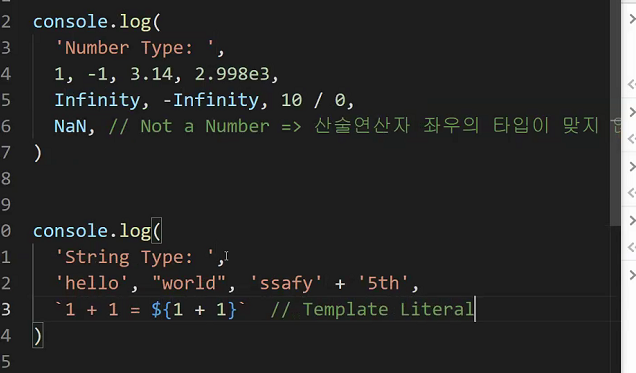 2 console.log(
3 'Number Type: ',
4 1, -1, 3.14, 2.998e3,
5 Infinity, -Infinity, 10 / 0,
6 NaN, // Not a Number => 산술연산자 좌우의 타입이 맞지
7 )
8
9
0 console.log(
1 'String Type: ',
2 'hello', "world", 'ssafy' + '5th',
3 `1 + 1 = ${1 + 1}` // Template Literal
4 )
5